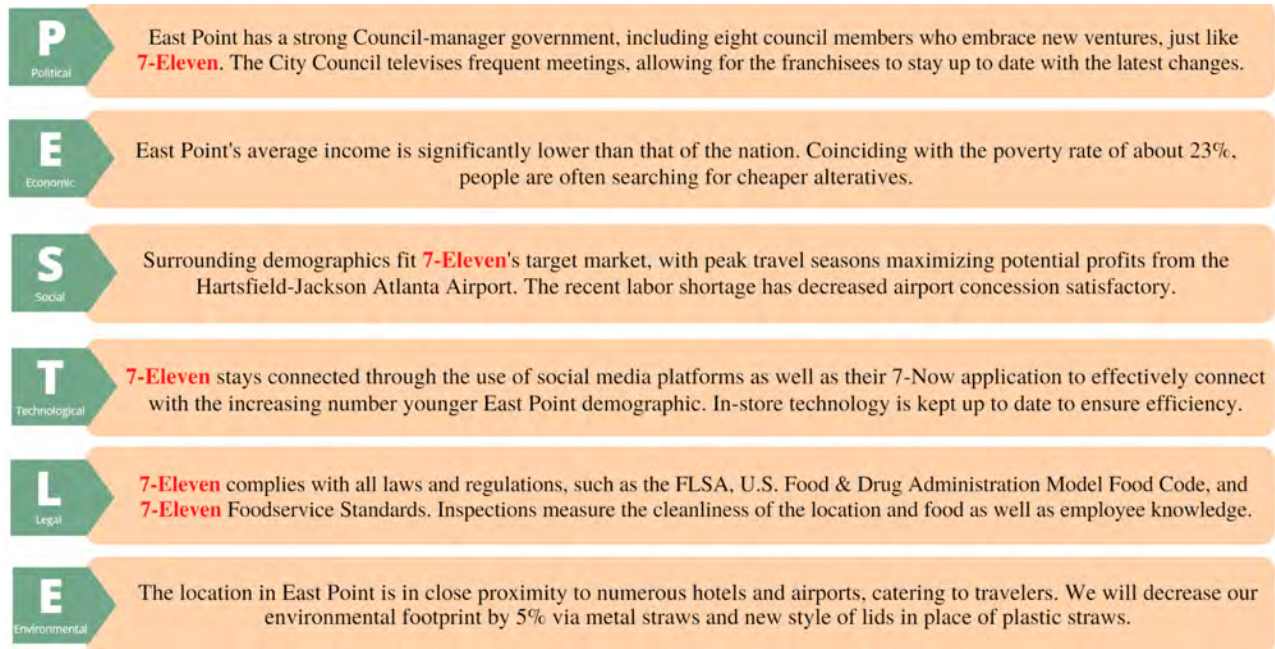 P
Political
East Point has a strong Council-manager government, including eight council members who embrace new ventures, just like
7-Eleven. The City Council televises frequent meetings, allowing for the franchisees to stay up to date with the latest changes.
E
Economic
East Point's average income is significantly lower than that of the nation. Coinciding with the poverty rate of about 23%,
people are often searching for cheaper alteratives.
S
Social
Surrounding demographics fit 7-Eleven's target market, with peak travel seasons maximizing potential profits from the
Hartsfield-Jackson Atlanta Airport. The recent labor shortage has decreased airport concession satisfactory.
T
Technological
7-Eleven stays connected through the use of social media platforms as well as their 7-Now application to effectively connect
with the increasing number younger East Point demographic. In-store technology is kept up to date to ensure efficiency.
L
Legal
7-Eleven complies with all laws and regulations, such as the FLSA, U.S. Food & Drug Administration Model Food Code, and
7-Eleven Foodservice Standards. Inspections measure the cleanliness of the location and food as well as employee knowledge.
E
Environmental
The location in East Point is in close proximity to numerous hotels and airports, catering to travelers. We will decrease our
environmental footprint by 5% via metal straws and new style of lids in place of plastic straws.